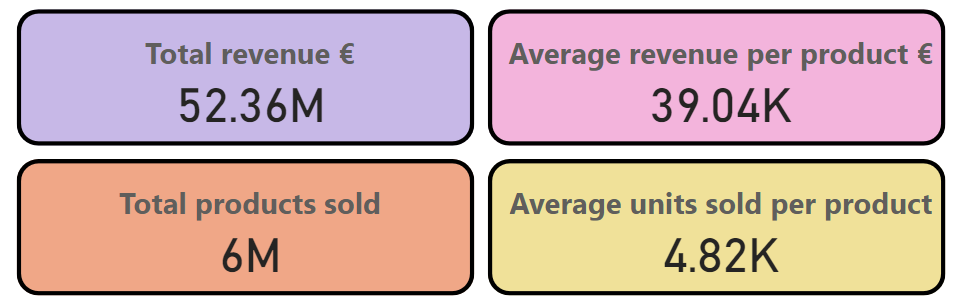 Total revenue €
52.36M
Average revenue per product €
39.04K
Total products sold
6M
Average units sold per product
4.82K